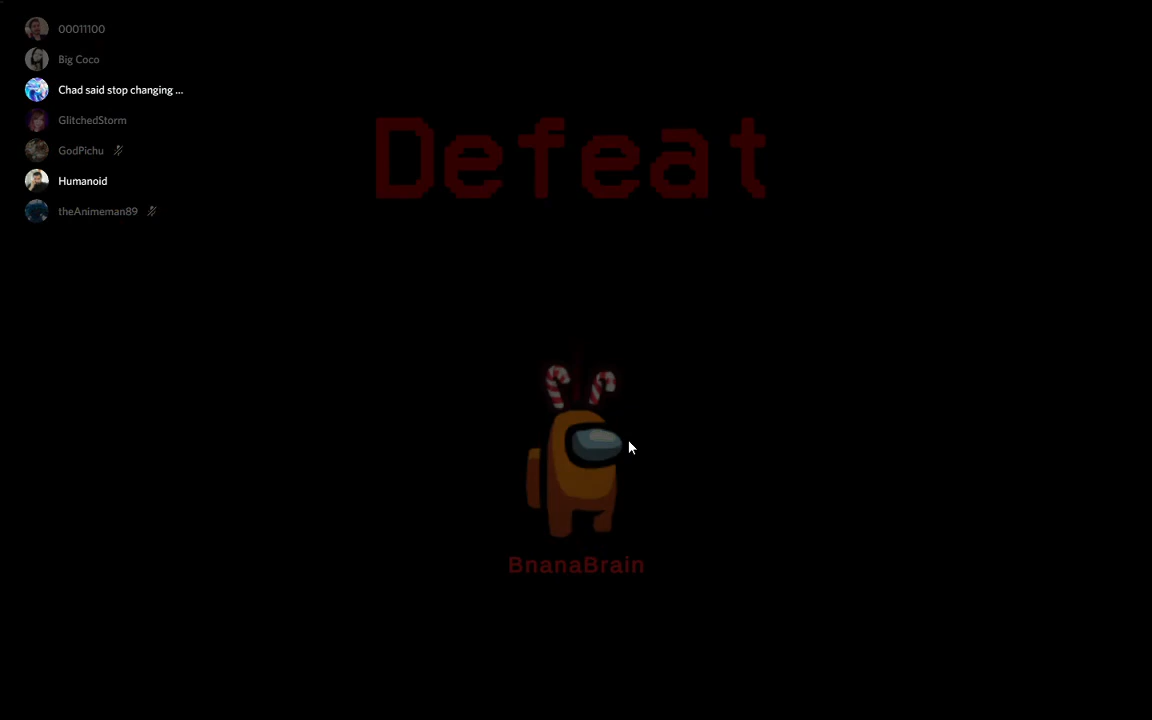 00011100
Big Coco
Chad said stop changing ...
GlitchedStorm
GodPichu
Humanoid
theAnimeman89
Defeat
BnanaBrain